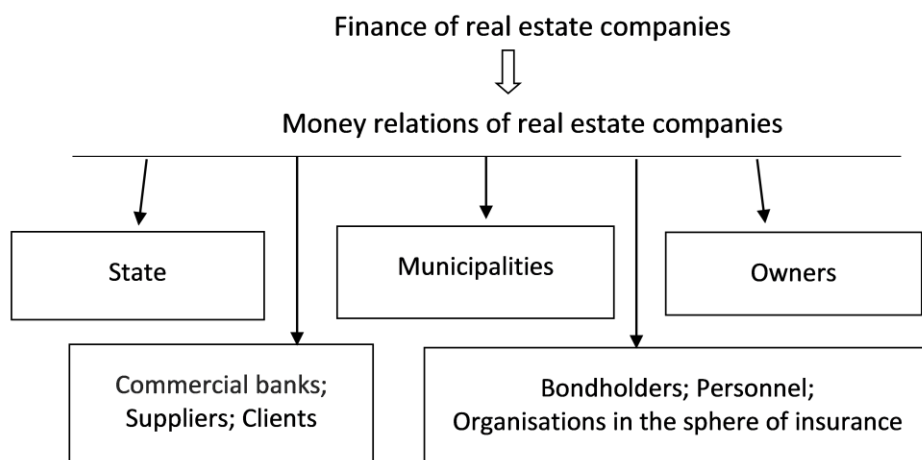 Finance of real estate companies
Money relations of real estate companies
State
Municipalities
Owners
Commercial banks;
Suppliers; Clients
Bondholders; Personnel;
Organisations in the sphere of insurance